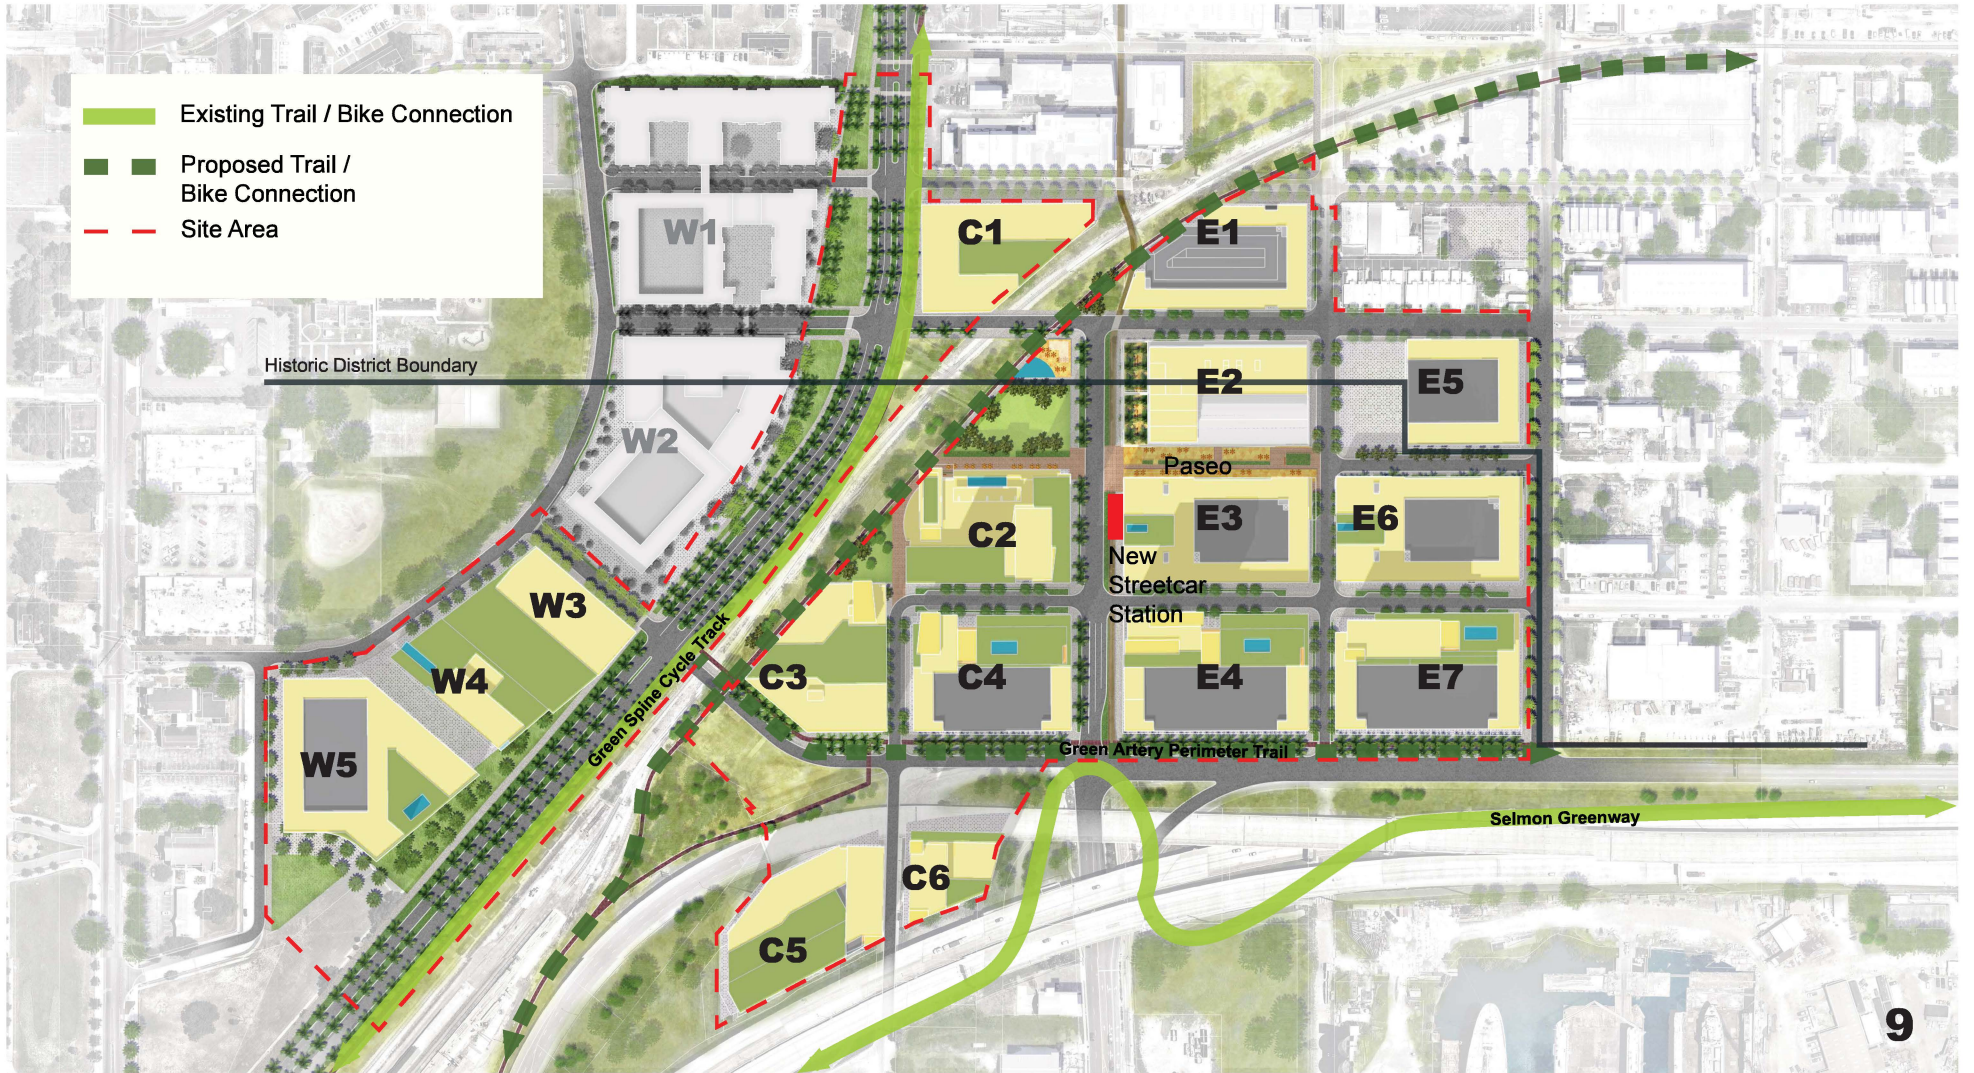 Existing Trail / Bike Connection
Proposed Trail /
Bike Connection
Site Area
W1
C1
E1
Historic District Boundary
E2
E5
W2
Paseo
C2
E3
E6
New
Streetcar
Station
W3
W4
Green Spine Cycle Track
C3
C4
E4
E7
W5
Green Artery Perimeter Trail
Selmon Greenway
C6
C5
9